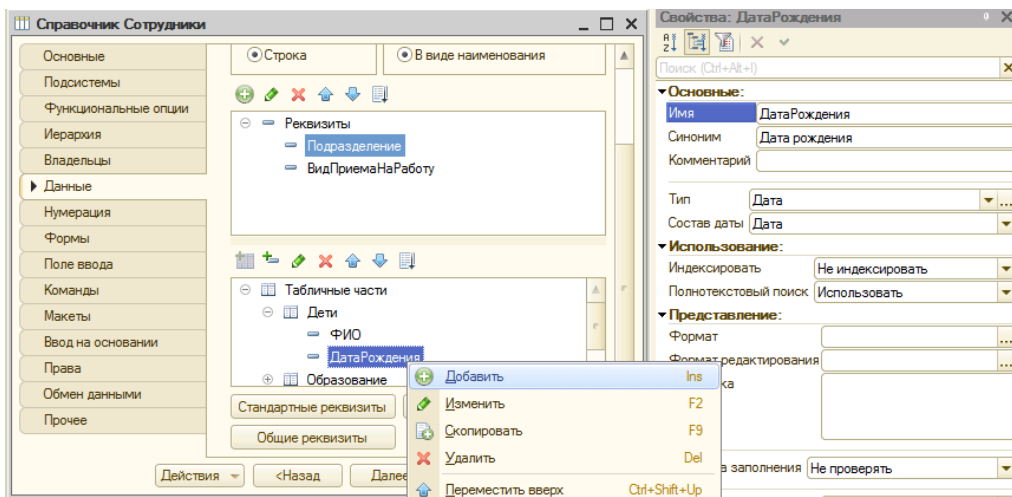 Справочник Сотрудники
Основные
Подсистемы
Функциональные опции
Иерархия
Владельцы
Данные
Нумерация
Формы
Поле ввода
Команды
Макеты
Ввод на основании
Права
Обмен данными
Прочее
Строка
В виде наименования
Реквизиты
Подразделение
ВидПриемаНаРаботу
Табличные части
Дети
ФИО
ДатаРождения
Образование
Стандартные реквизиты
Общие реквизиты
Действия
<Назад
Далее
Добавить Ins
Изменить F2
Скопировать F9
Удалить Del
Переместить вверх Ctrl+Shift+Up
Свойства: ДатаРождения
Поиск (Ctrl+Alt+I)
Основные:
Имя ДатаРождения
Синоним Дата рождения
Комментарий
Тип Дата
Состав даты Дата
Использование:
Индексировать Не индексировать
Полнотекстовый поиск Использовать
Представление:
Формат
Формат редактирования
ка
а заполнения Не проверять